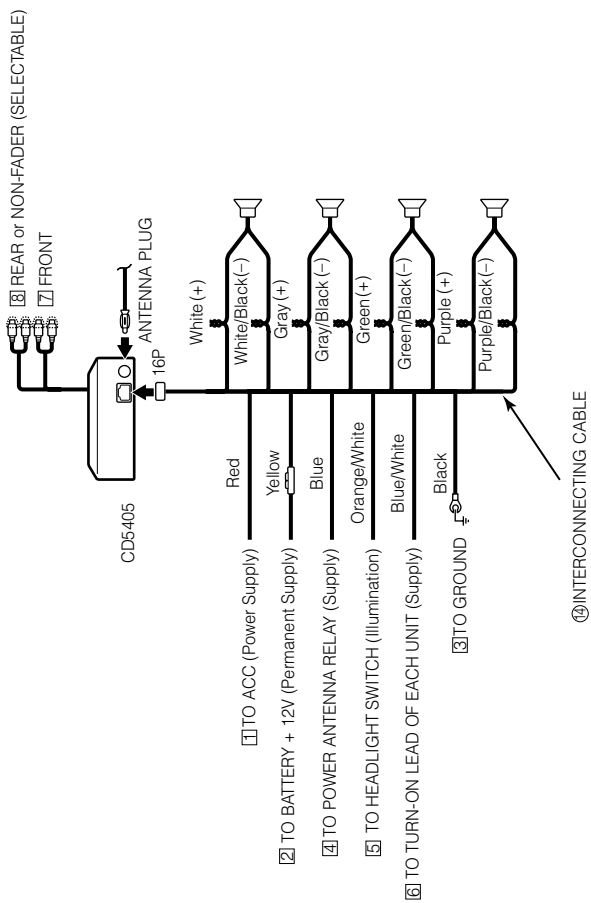 8 REAR or NON-FADER (SELECTABLE)
7 FRONT
ANTENNA PLUG
16P
CD5405
White (+)
White/Black(−)
Gray (+)
Gray/Black(−)
Green(+)
Green/Black(−)
Purple (+)
Purple/Black(−)
Red
Yellow
Blue
Orange/White
Blue/White
Black
1 TO ACC (Power Supply)
2 TO BATTERY + 12V (Permanent Supply)
4 TO POWER ANTENNA RELAY (Supply)
5 TO HEADLIGHT SWITCH (Illumination)
6 TO TURN-ON LEAD OF EACH UNIT (Supply)
3 TO GROUND
⑭INTERCONNECTING CABLE